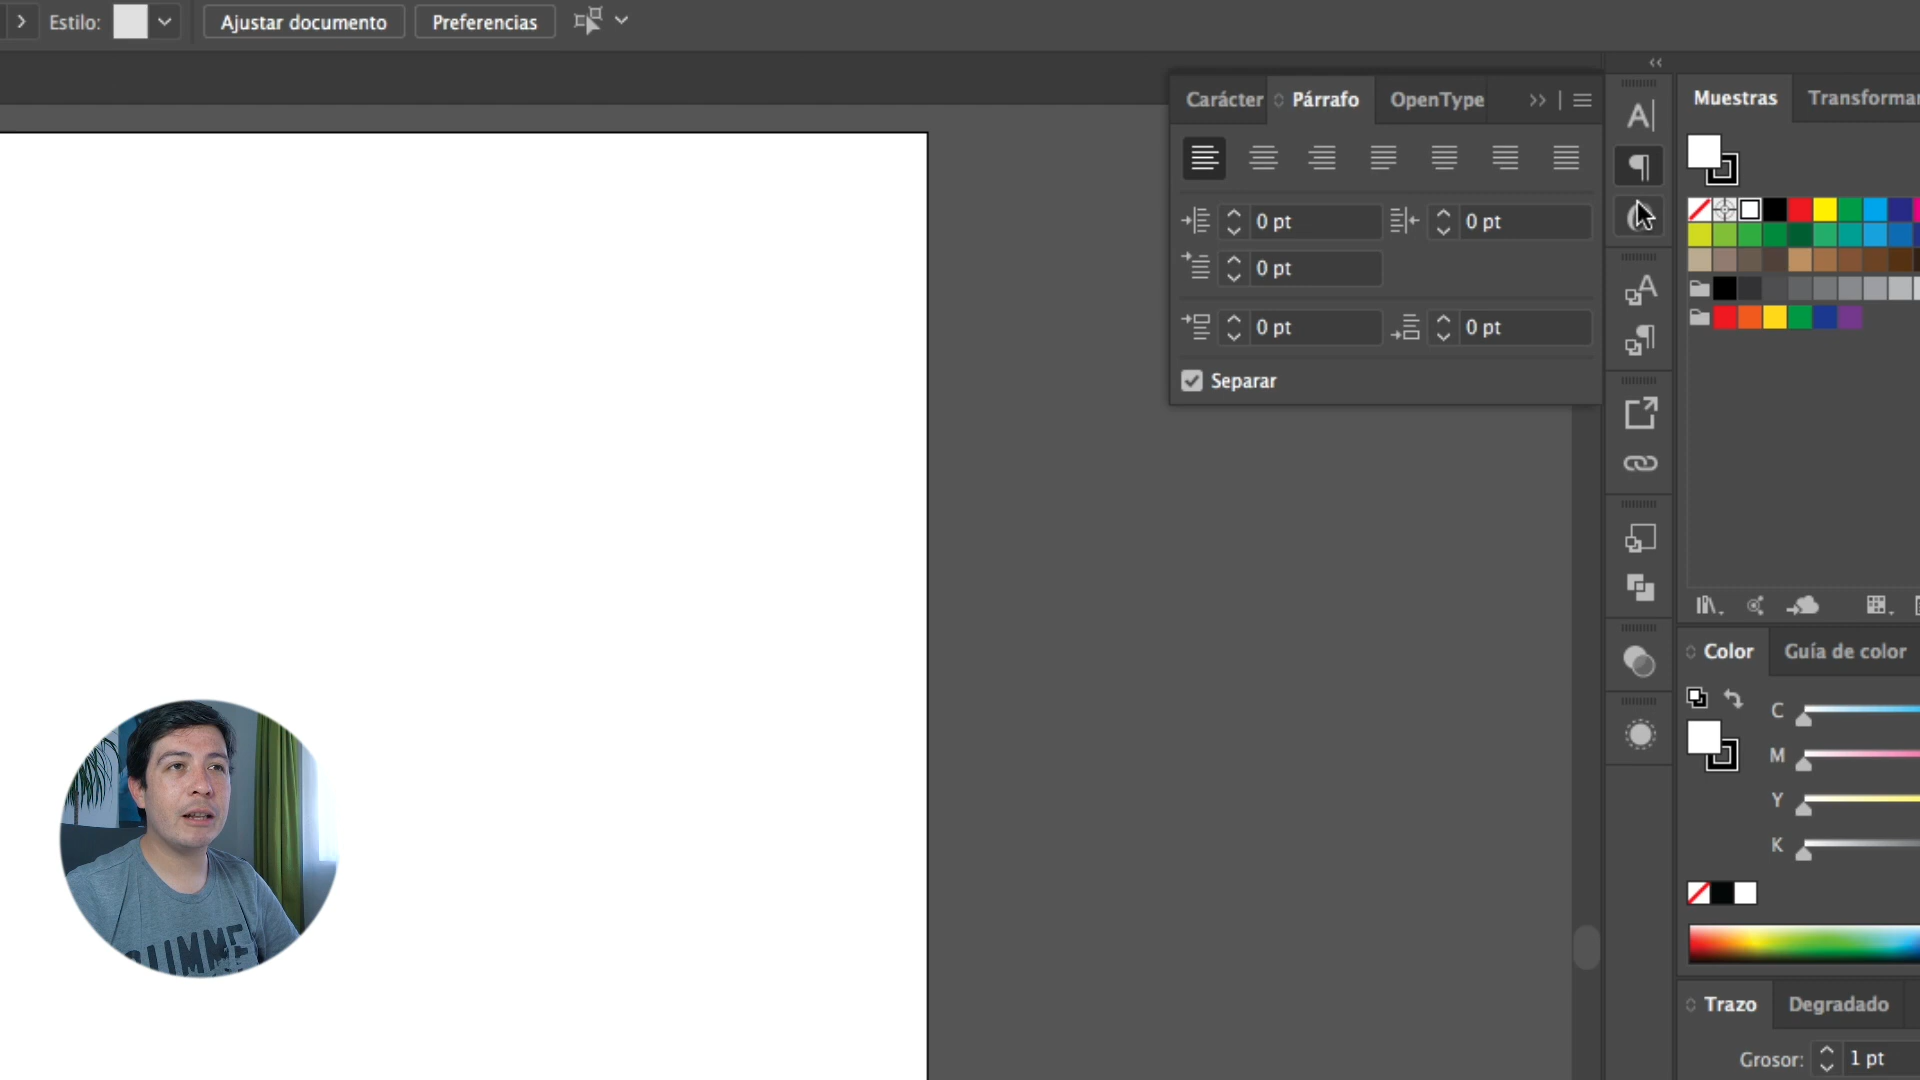 Estilo:
Ajustar documento
Preferencias
Carácter
Párrafo
OpenType
Muestras
Transformar
0 pt
0 pt
0 pt
0 pt
0 pt
Separar
Color
Guía de color
C
M
Y
K
Trazo
Degradado
Grosor:
1 pt